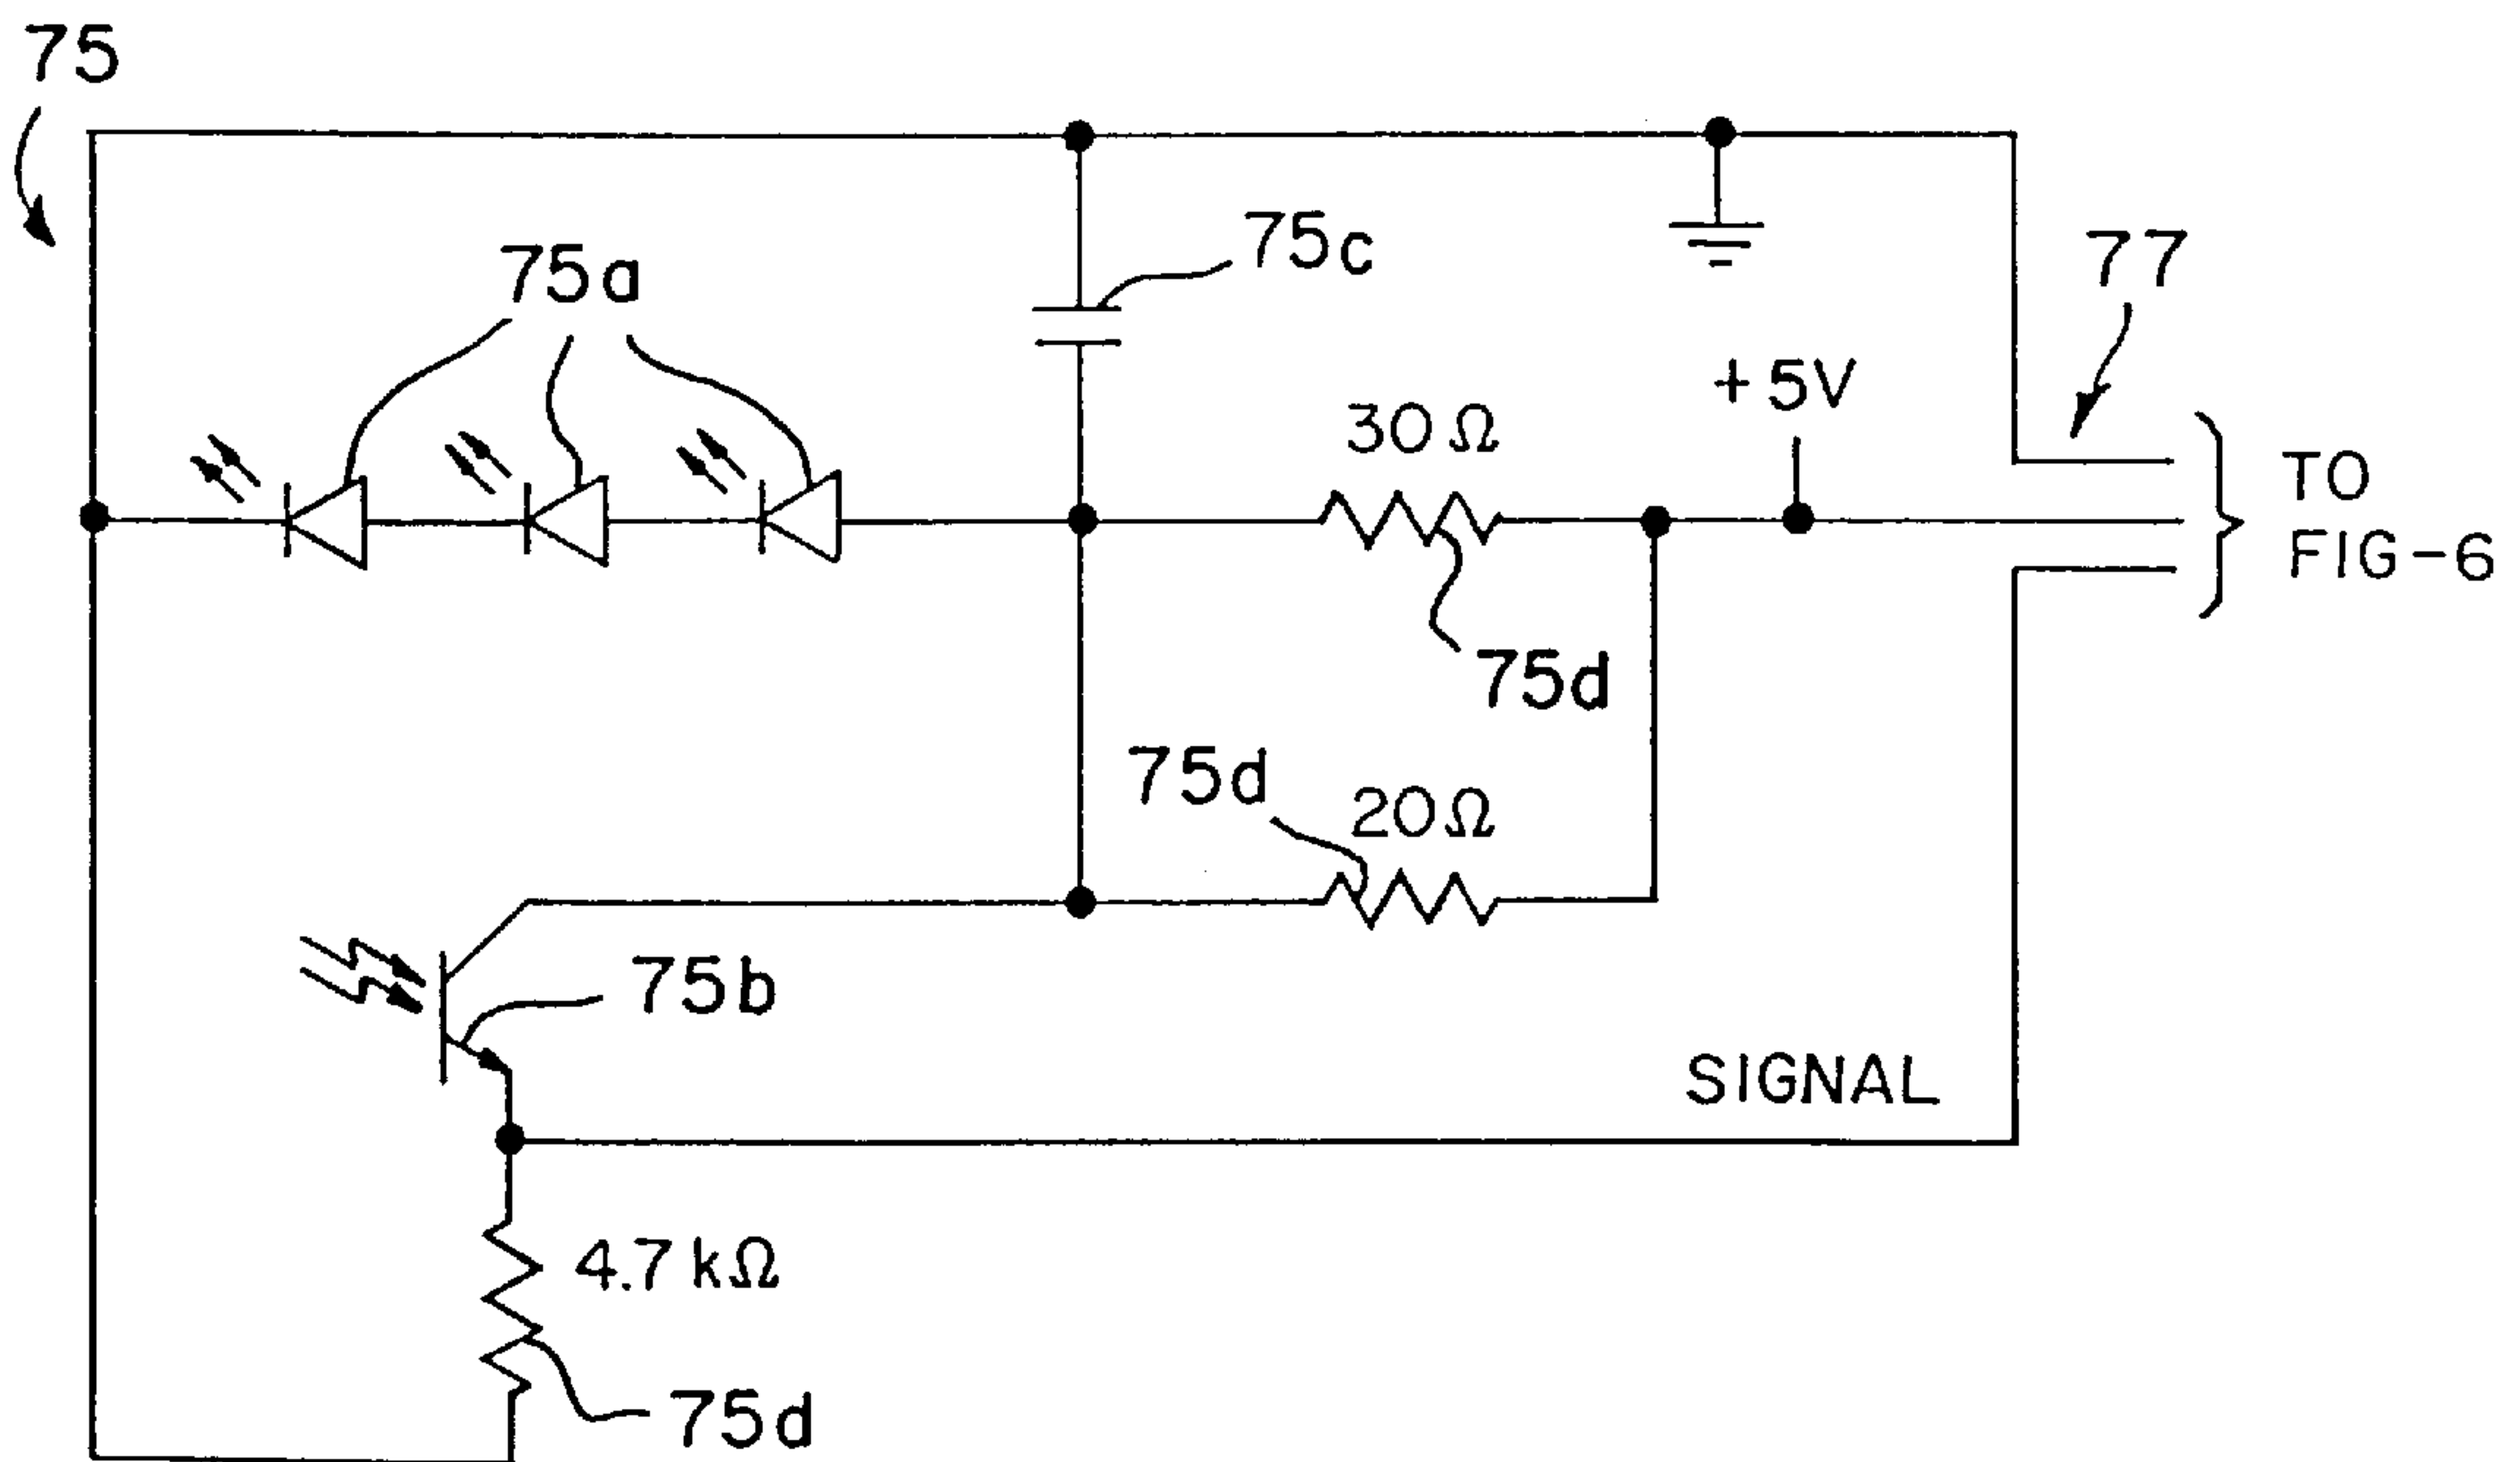 75
75c
77
75a
+5V
30Ω
TO
FIG-6
75d
75d
20Ω
75b
SIGNAL
4.7kΩ
75d